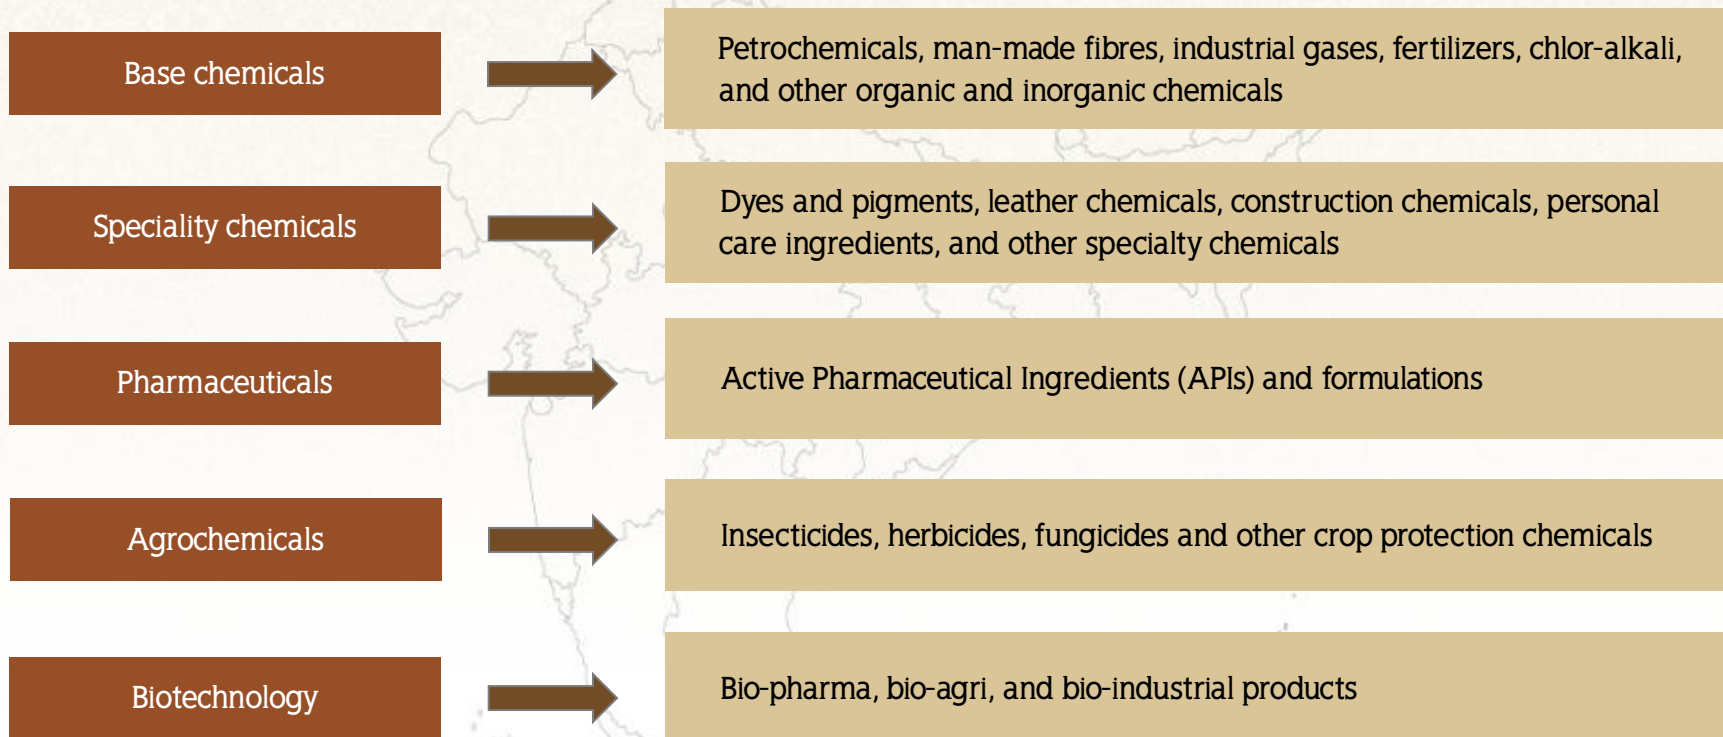 Base chemicals
Petrochemicals, man-made fibres, industrial gases, fertilizers, chlor-alkali,
and other organic and inorganic chemicals
Speciality chemicals
Dyes and pigments, leather chemicals, construction chemicals, personal
care ingredients, and other specialty chemicals
Pharmaceuticals
Active Pharmaceutical Ingredients (APIs) and formulations
Agrochemicals
Insecticides, herbicides, fungicides and other crop protection chemicals
Biotechnology
Bio-pharma, bio-agri, and bio-industrial products